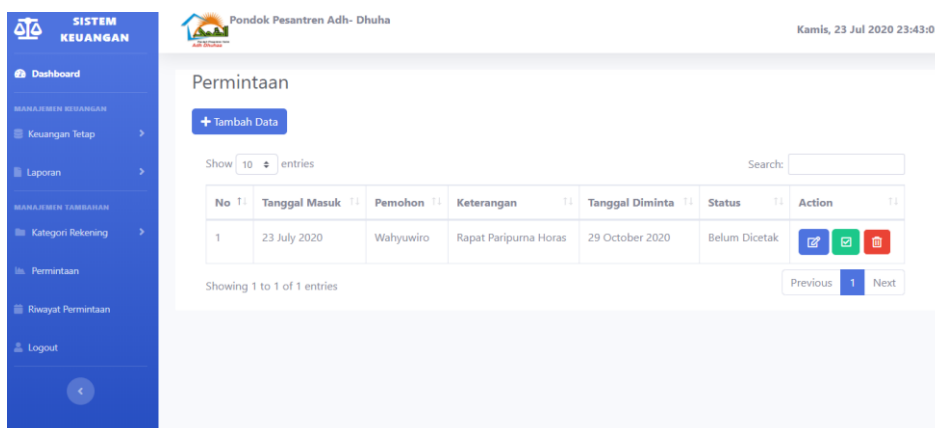 SISTEM
KEUANGAN
Dashboard
MANAJEMEN KEUANGAN
Keuangan Tetap
Laporan
MANAJEMEN TAMBAHAN
Kategori Rekening
Permintaan
Riwayat Permintaan
Logout
Pondok Pesantren Adh- Dhuha
Kamis, 23 Jul 2020 23:43:0
Permintaan
+ Tambah Data
Show 10 entries
Search:
No Tanggal Masuk Pemohon Keterangan Tanggal Diminta Status Action
1 23 July 2020 Wahyuwiro Rapat Paripurna Horas 29 October 2020 Belum Dicetak
Showing 1 to 1 of 1 entries
Previous 1 Next